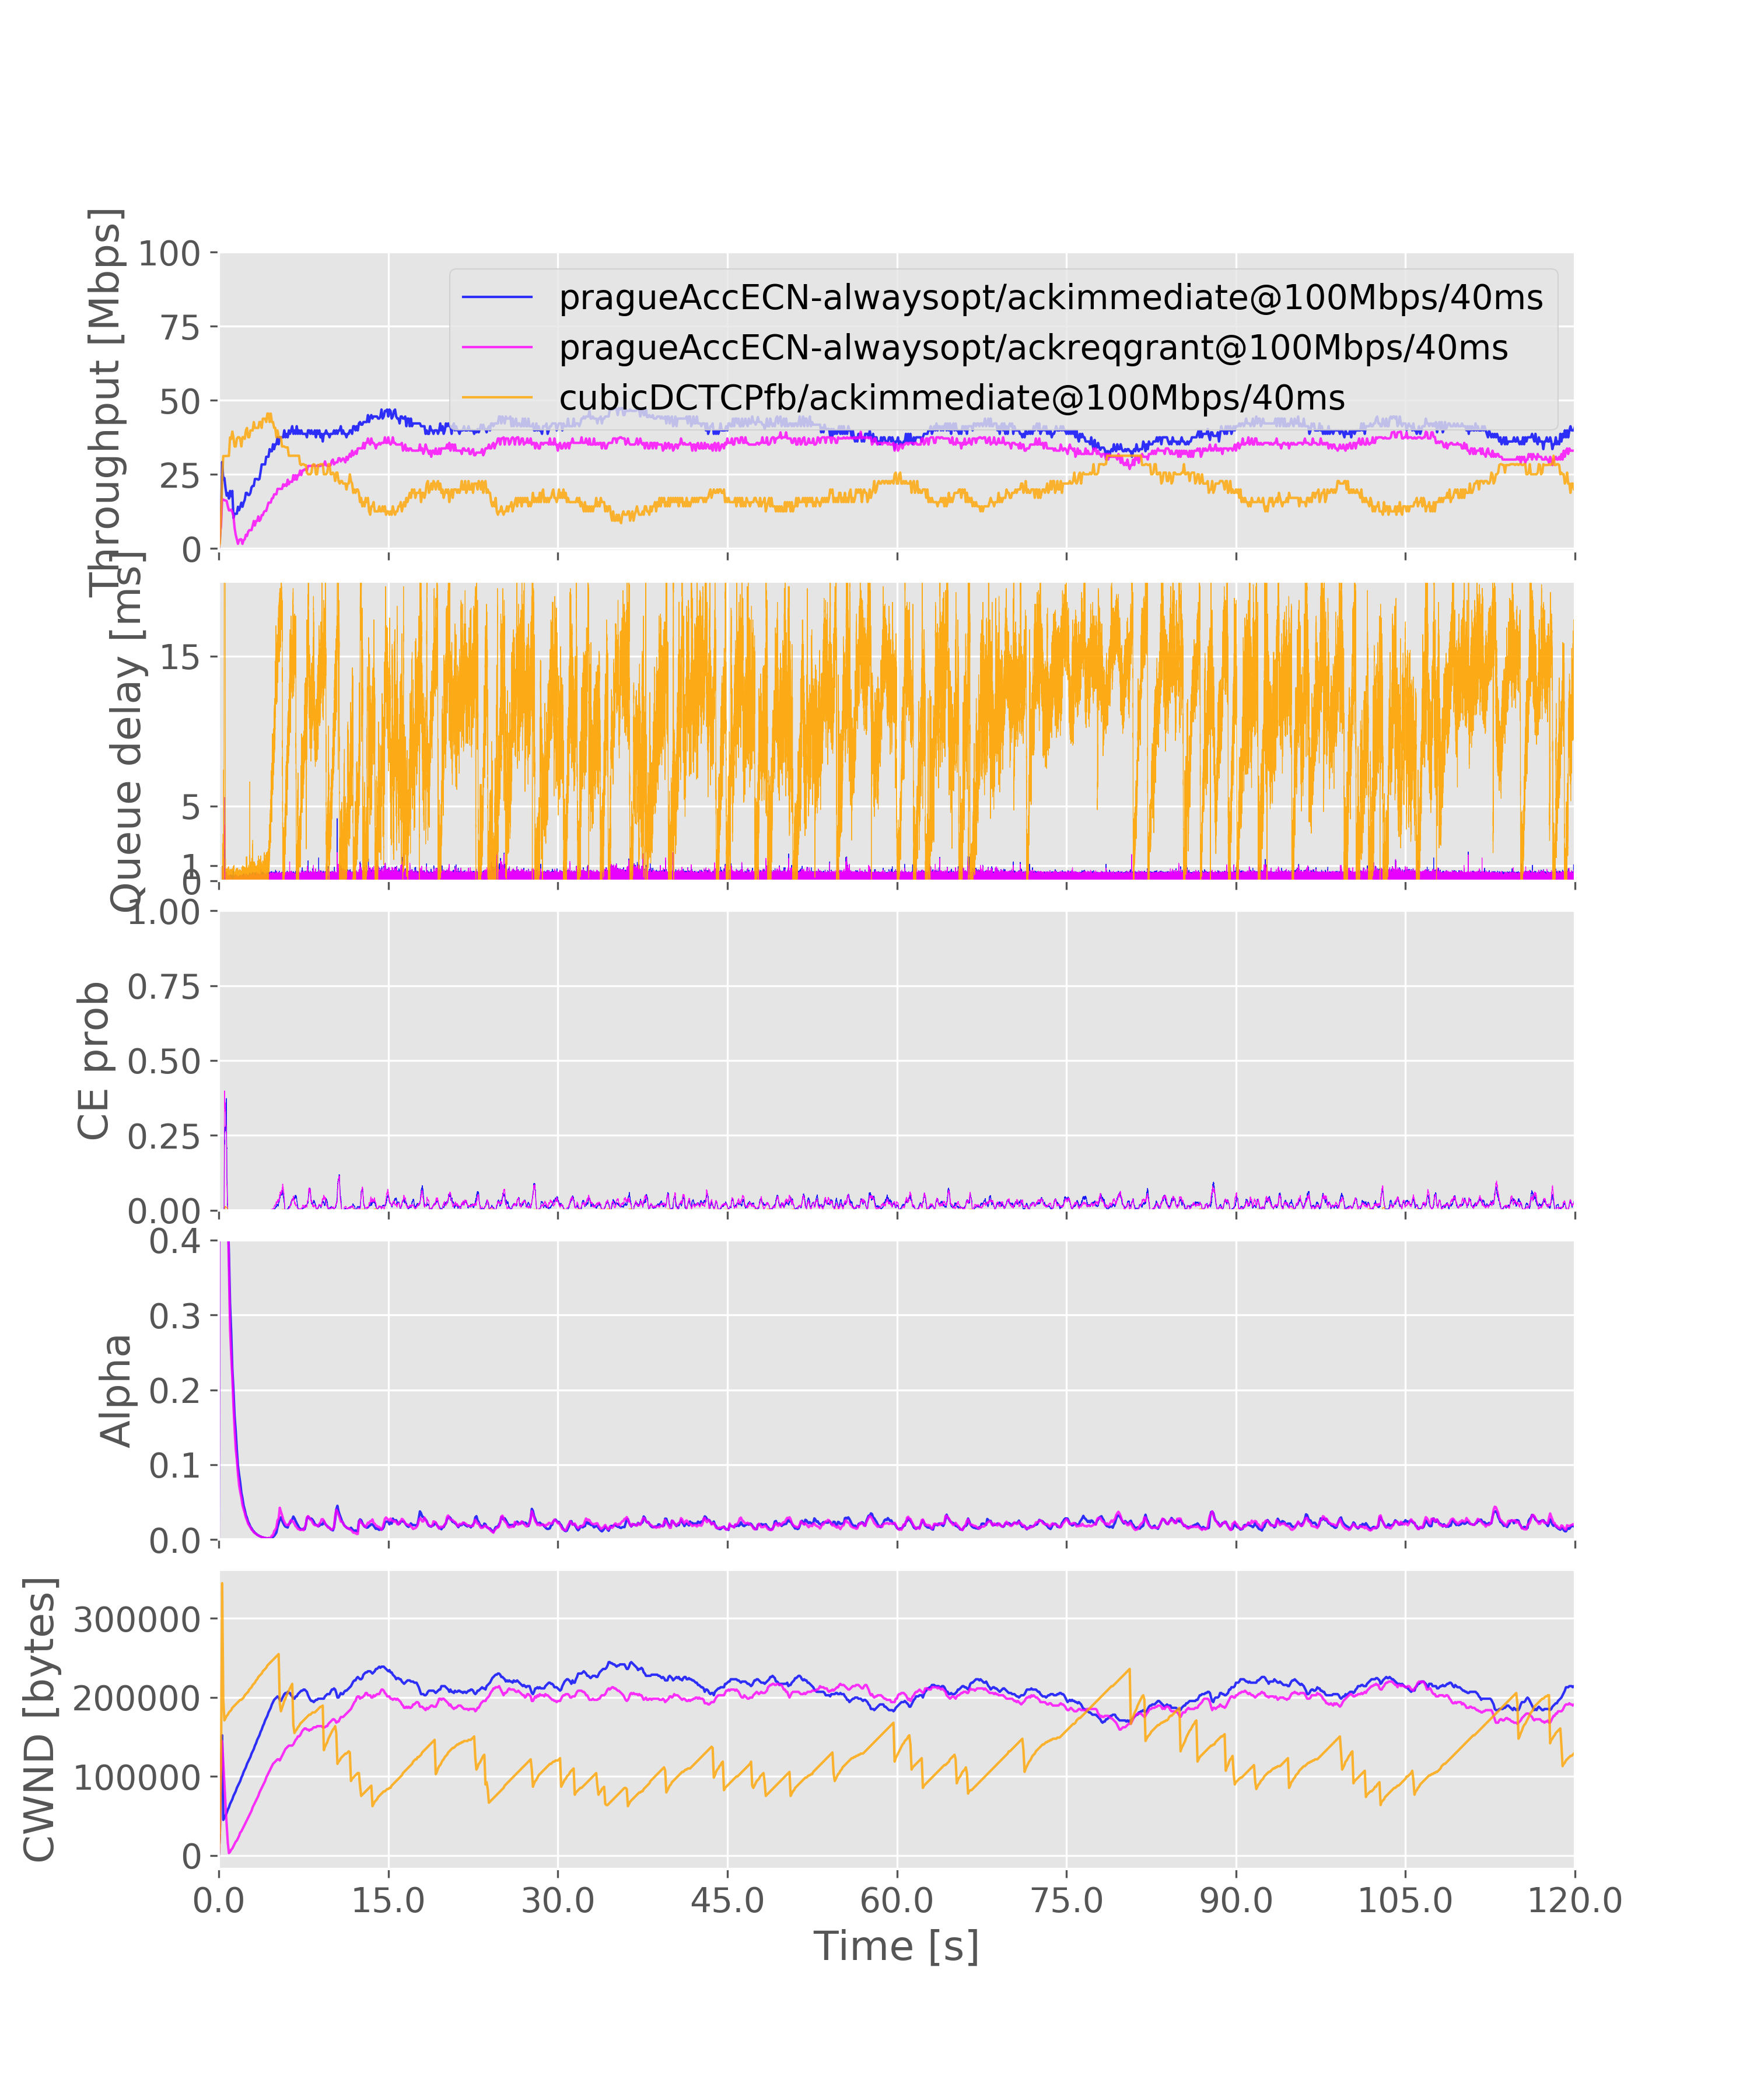 Throughput [Mbps]
100
75
50
25
0
pragueAccECN-alwaysopt/ackimmediate@100Mbps/40ms
pragueAccECN-alwaysopt/ackreqgrant@100Mbps/40ms
cubicDCTCPfb/ackimmediate@100Mbps/40ms
Queue delay [ms]
15
5
1
0
CE prob
1.00
0.75
0.50
0.25
0.00
Alpha
0.4
0.3
0.2
0.1
0.0
CWND [bytes]
300000
200000
100000
0
0.0 15.0 30.0 45.0 60.0 75.0 90.0 105.0 120.0
Time [s]